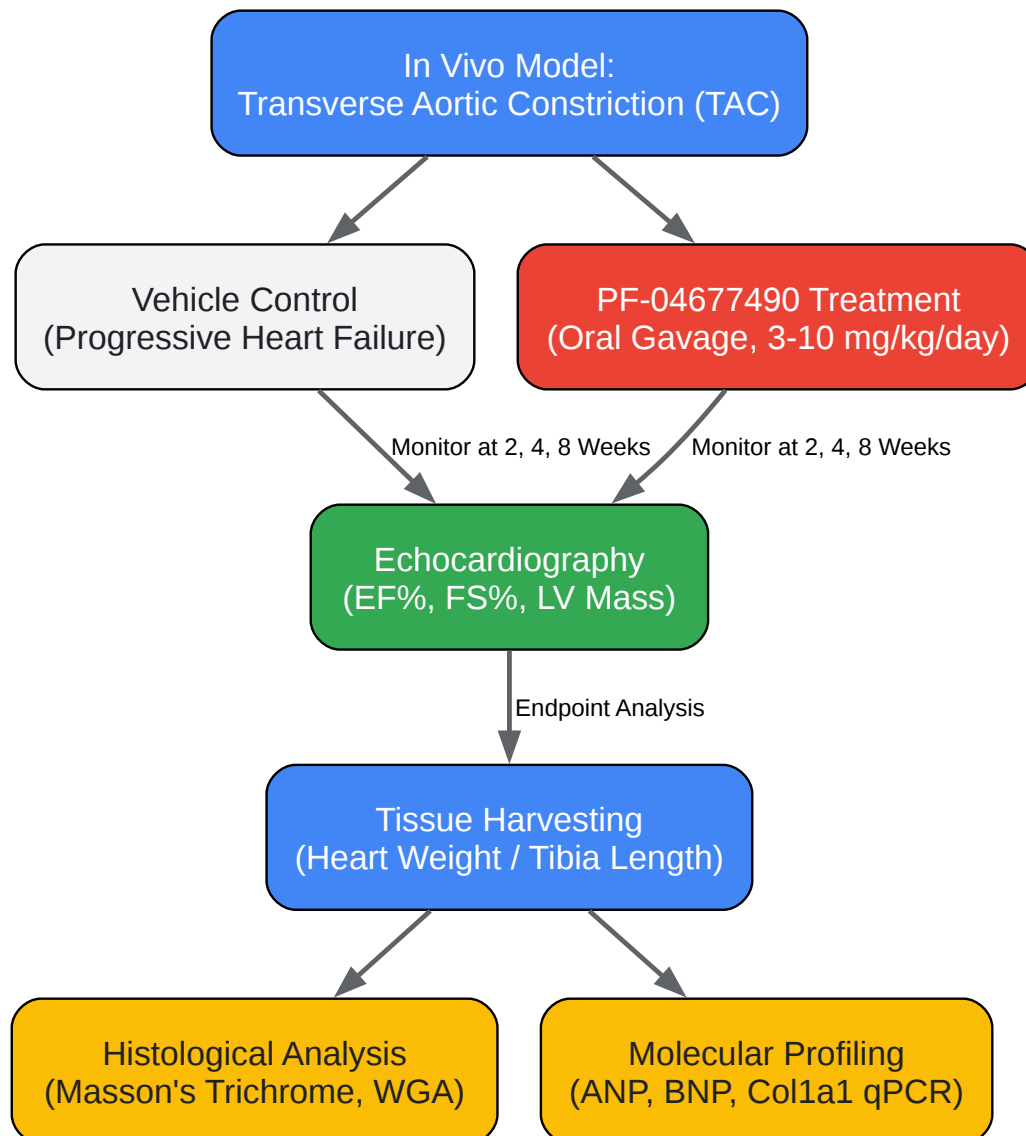 In Vivo Model:
Transverse Aortic Constriction (TAC)
Vehicle Control
(Progressive Heart Failure)
PF-04677490 Treatment
(Oral Gavage, 3-10 mg/kg/day)
Monitor at 2, 4, 8 Weeks
Monitor at 2, 4, 8 Weeks
Echocardiography
(EF%, FS%, LV Mass)
Endpoint Analysis
Tissue Harvesting
(Heart Weight / Tibia Length)
Histological Analysis
(Masson's Trichrome, WGA)
Molecular Profiling
(ANP, BNP, Col1a1 qPCR)